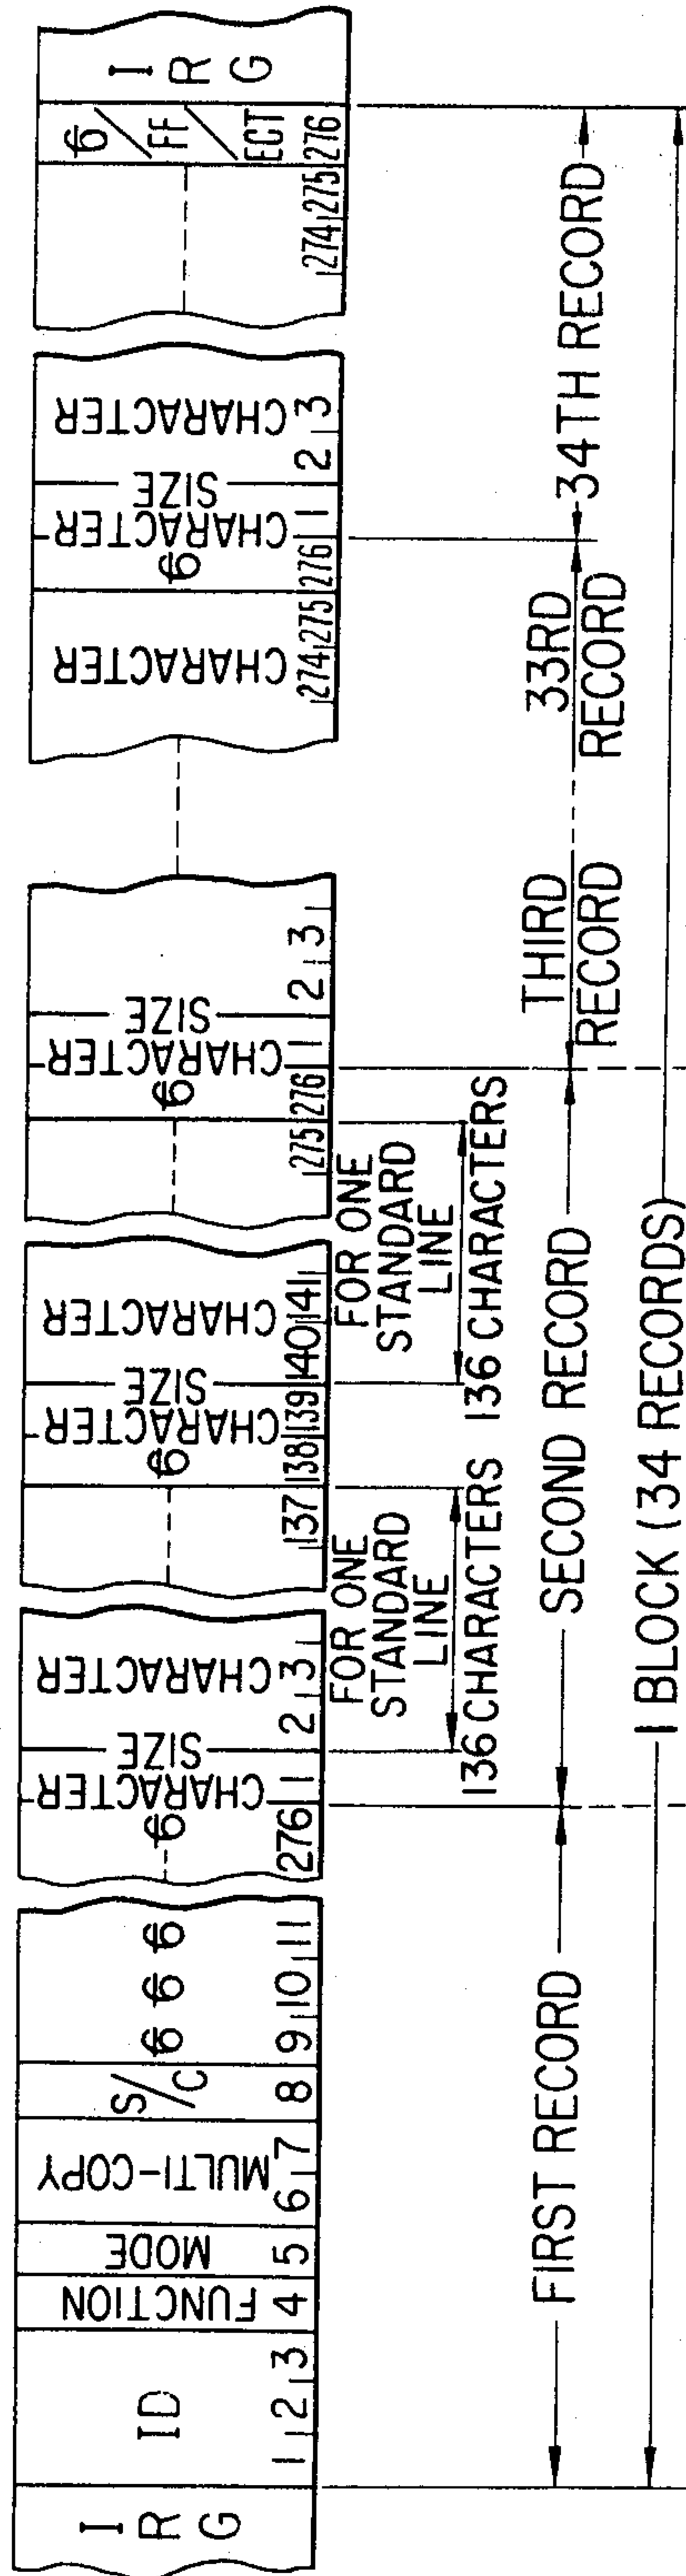 I R G
ID
FUNCTION
MODE
MULTI-COPY
S/C
ϭ ϭ ϭ
ϭ
CHARACTER SIZE
CHARACTER
ϭ
CHARACTER SIZE
CHARACTER
ϭ
CHARACTER SIZE
CHARACTER
ϭ
CHARACTER SIZE
CHARACTER
ϭ/FF/ECT
I R G
1 2 3 4 5 6 7 8 9 10 11
276 1 2 3
137 138 139 140 141
275 276 1 2 3
274 275 276 1 2 3
274 275 276
FOR ONE STANDARD LINE
136 CHARACTERS
FOR ONE STANDARD LINE
136 CHARACTERS
FIRST RECORD
SECOND RECORD
THIRD RECORD
33RD RECORD
34TH RECORD
1 BLOCK (34 RECORDS)